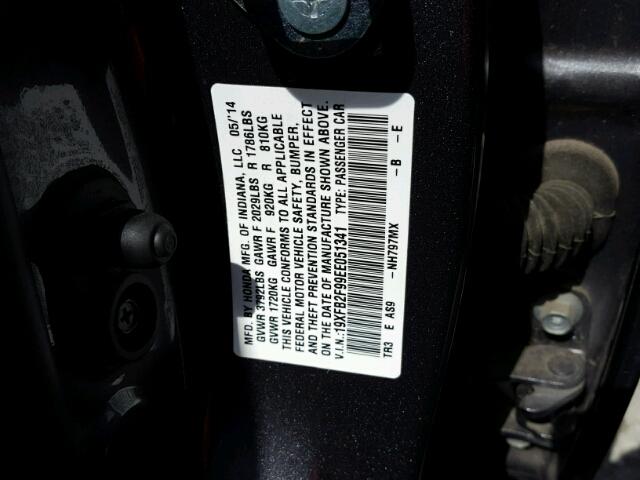 MFD. BY HONDA MFG. OF INDIANA, LLC 05/'14
GVWR 3792LBS GAWR F 2029LBS R 1786LBS
GVWR 1720KG GAWR F 920KG R 810KG
THIS VEHICLE CONFORMS TO ALL APPLICABLE
FEDERAL MOTOR VEHICLE SAFETY, BUMPER,
AND THEFT PREVENTION STANDARDS IN EFFECT
ON THE DATE OF MANUFACTURE SHOWN ABOVE.
V.I.N.:19XFB2F99EE051341 TYPE: PASSENGER CAR
TR3 E AS9 -NH797MX -B -E